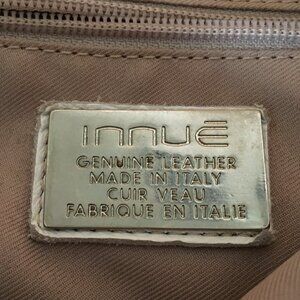 INNUÉ
GENUINE LEATHER
MADE IN ITALY
CUIR VEAU
FABRIQUE EN ITALIE